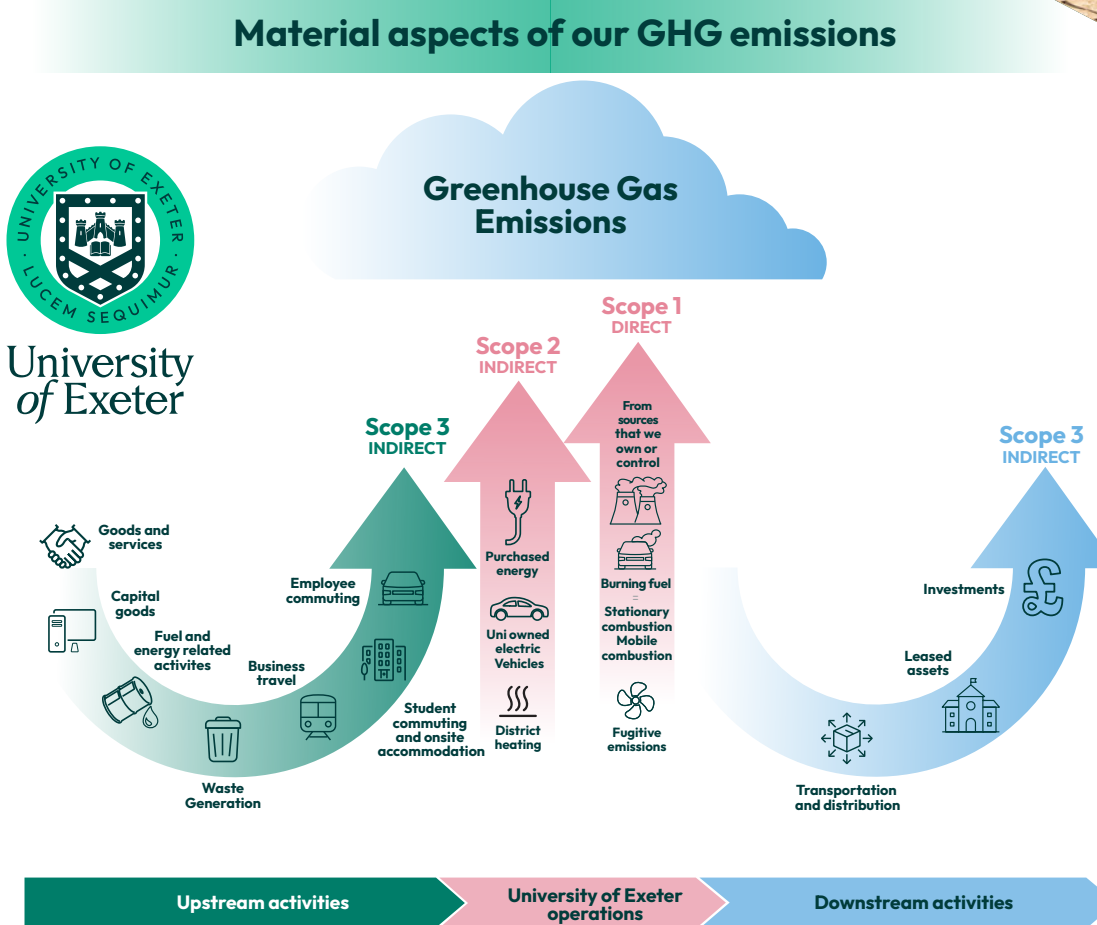 Material aspects of our GHG emissions
UNIVERSITY OF EXETER
LUCEM SEQUIMUR
University
of Exeter
Greenhouse Gas
Emissions
Scope 3
INDIRECT
Goods and
services
Capital
goods
Fuel and
energy related
activites
Waste
Generation
Business
travel
Employee
commuting
Student
commuting
and onsite
accommodation
Scope 2
INDIRECT
Purchased
energy
Uni owned
electric
Vehicles
District
heating
Scope 1
DIRECT
From
sources
that we
own or
control
Burning fuel
=
Stationary
combustion
Mobile
combustion
Fugitive
emissions
Scope 3
INDIRECT
Investments
£
Leased
assets
Transportation
and distribution
Upstream activities
University of Exeter
operations
Downstream activities